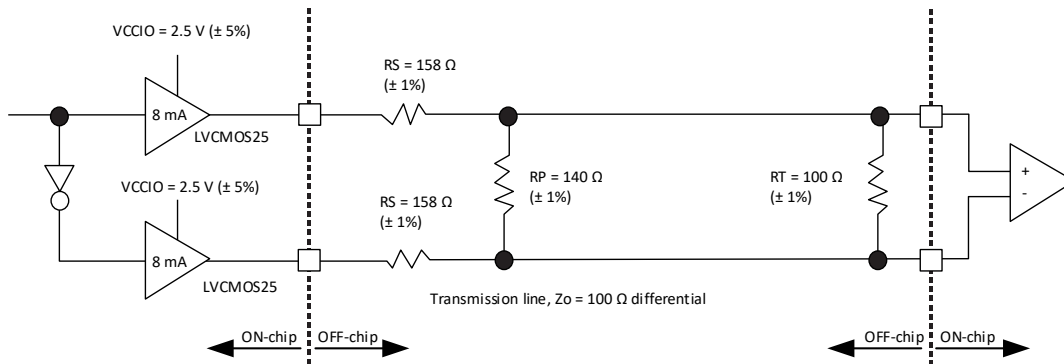 VCCIO = 2.5 V (± 5%)
8 mA
LVCMOS25
RS = 158 Ω
(± 1%)
VCCIO = 2.5 V (± 5%)
8 mA
LVCMOS25
RS = 158 Ω
(± 1%)
RP = 140 Ω
(± 1%)
RT = 100 Ω
(± 1%)
+
-
Transmission line, Zo = 100 Ω differential
ON-chip
OFF-chip
OFF-chip
ON-chip